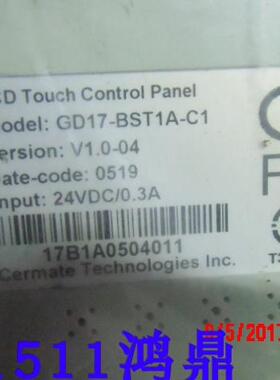 CD Touch Control Panel
odel: GD17-BST1A-C1
ersion: V1.0-04
ate-code: 0519
nput: 24VDC/0.3A
17B1A0504011
Cermate Technologies Inc.
5/2017
1511鸿鼎